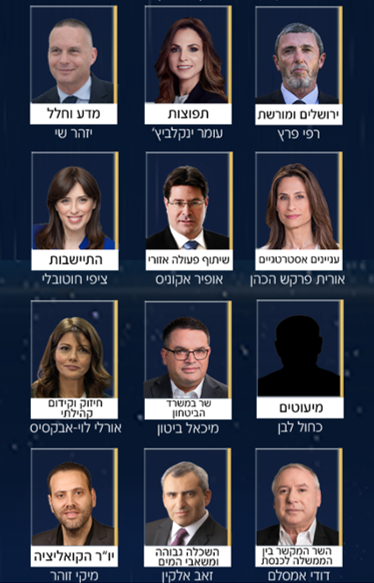 ירושלים ומורשת
רפי פרץ
תפוצות
עומר ינקלביץ'
מדע וחלל
יזהר שי
עניינים אסטרטגיים
אורית פרקש הכהן
שיתוף פעולה אזורי
אופיר אקוניס
התיישבות
ציפי חוטובלי
מיעוטים
כחול לבן
שר במשרד
הביטחון
מיכאל ביטון
חיזוק וקידום
קהילתי
אורלי לוי-אבקסיס
השר המקשר בין
הממשלה לכנסת
דודי אמסלם
השכלה גבוהה
ומשאבי המים
זאב אלקין
יו"ר הקואליציה
מיקי זוהר